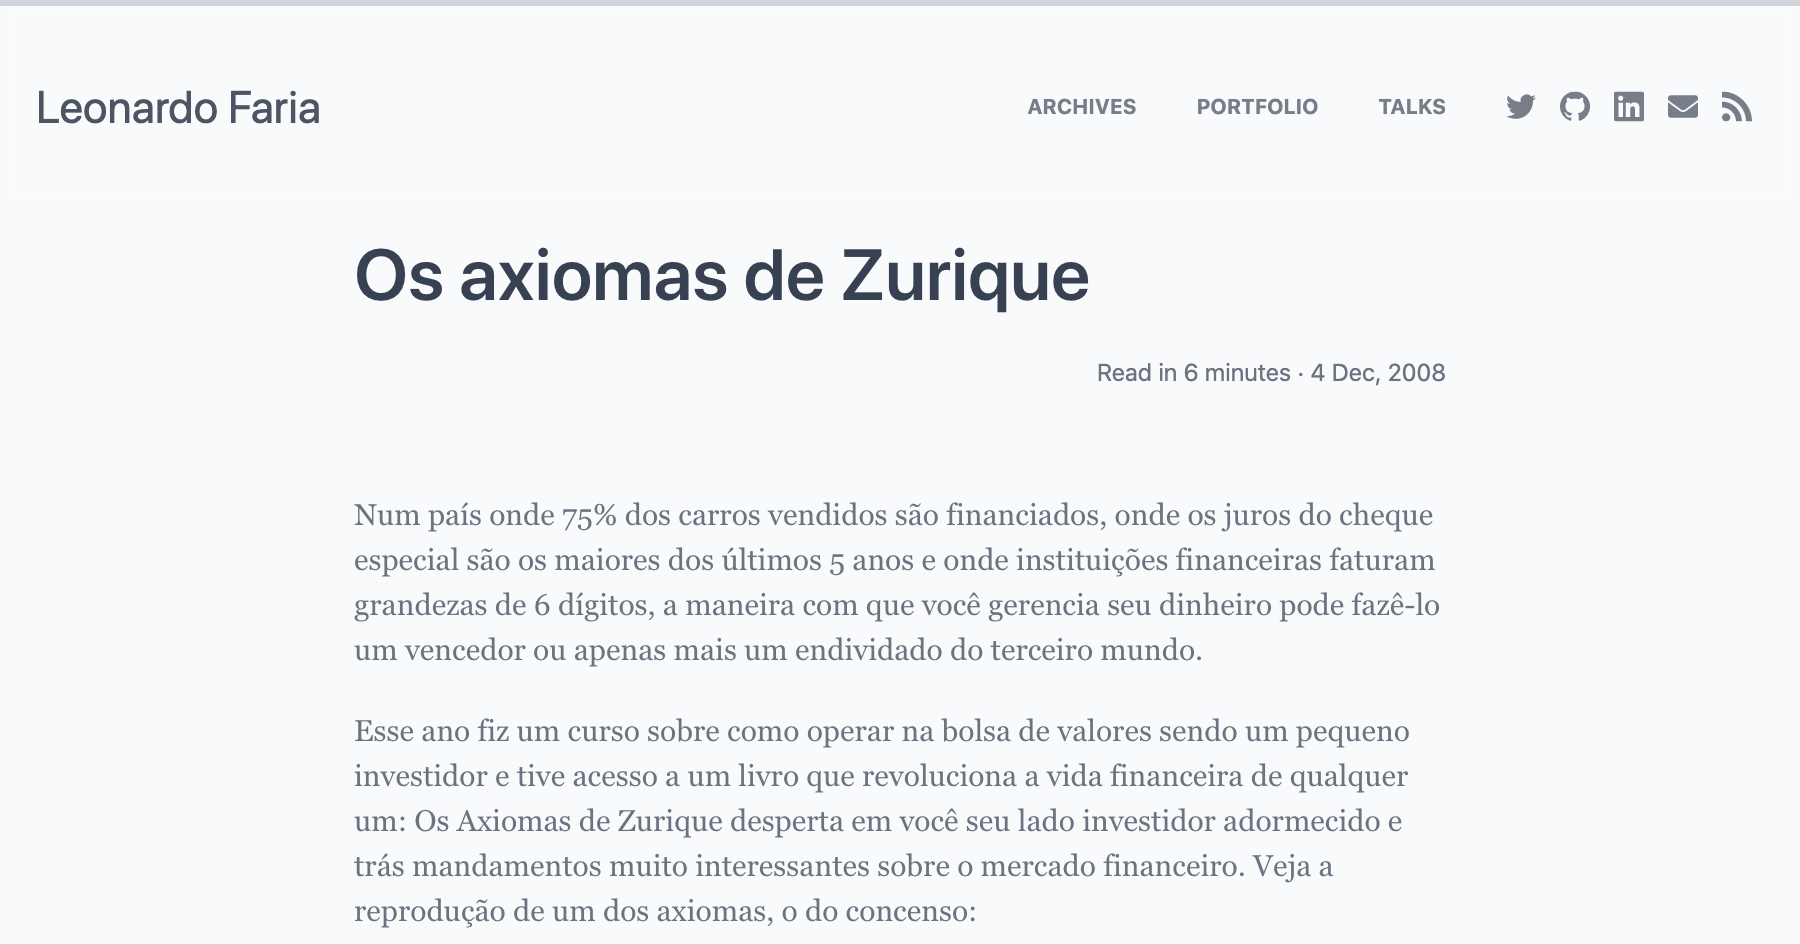 Leonardo Faria
ARCHIVES PORTFOLIO TALKS
Os axiomas de Zurique
Read in 6 minutes · 4 Dec, 2008
Num país onde 75% dos carros vendidos são financiados, onde os juros do cheque
especial são os maiores dos últimos 5 anos e onde instituições financeiras faturam
grandezas de 6 dígitos, a maneira com que você gerencia seu dinheiro pode fazê-lo
um vencedor ou apenas mais um endividado do terceiro mundo.
Esse ano fiz um curso sobre como operar na bolsa de valores sendo um pequeno
investidor e tive acesso a um livro que revoluciona a vida financeira de qualquer
um: Os Axiomas de Zurique desperta em você seu lado investidor adormecido e
trás mandamentos muito interessantes sobre o mercado financeiro. Veja a
reprodução de um dos axiomas, o do concenso: